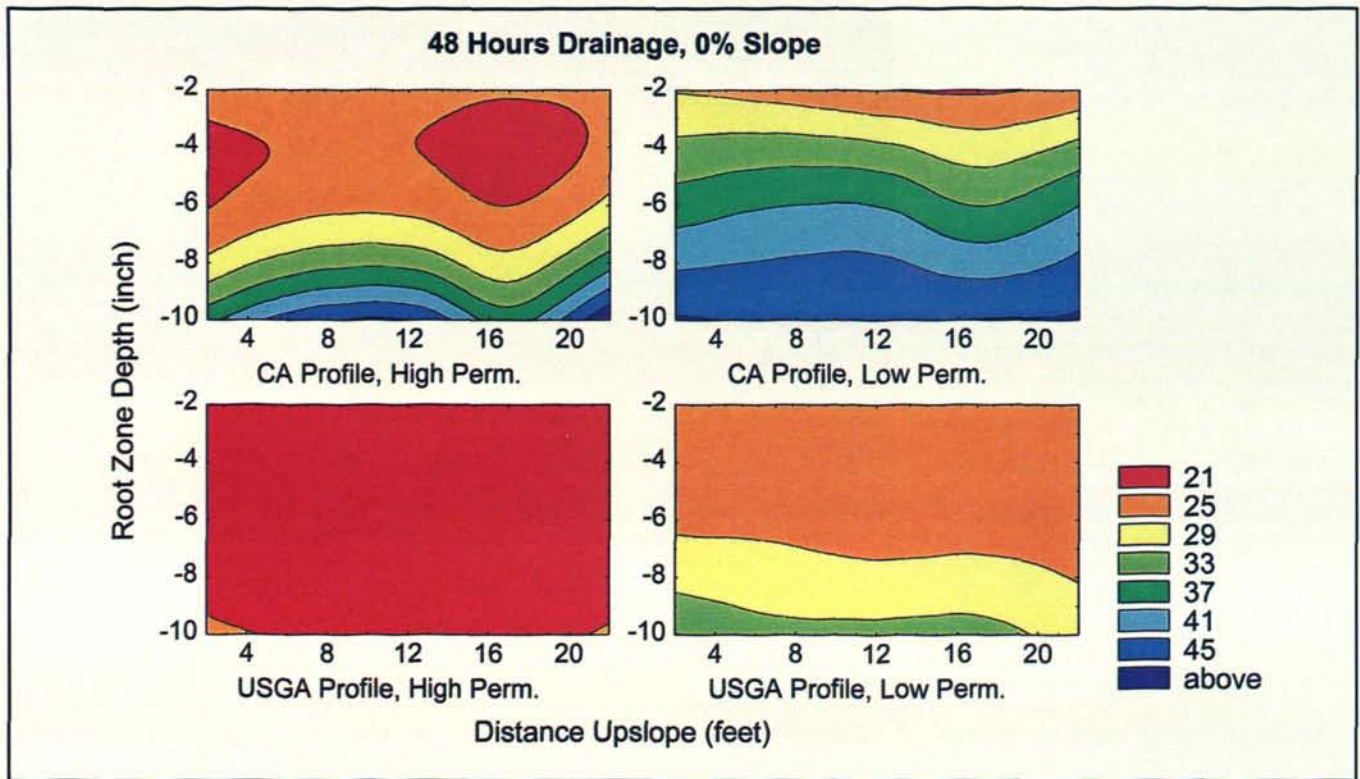 48 Hours Drainage, 0% Slope
Root Zone Depth (inch)
-2
-4
-6
-8
-10
4 8 12 16 20
CA Profile, High Perm.
-2
-4
-6
-8
-10
4 8 12 16 20
CA Profile, Low Perm.
-2
-4
-6
-8
-10
4 8 12 16 20
USGA Profile, High Perm.
-2
-4
-6
-8
-10
4 8 12 16 20
USGA Profile, Low Perm.
Distance Upslope (feet)
21
25
29
33
37
41
45
above